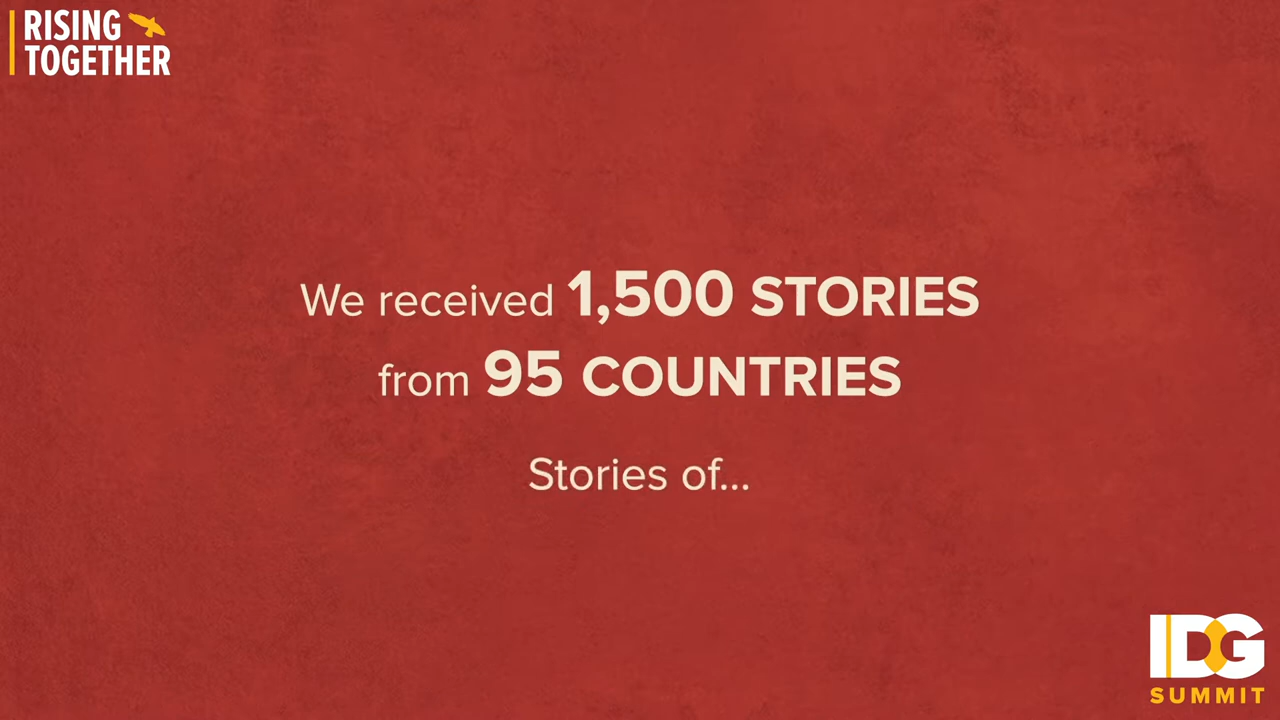 RISING
TOGETHER
We received 1,500 STORIES
from 95 COUNTRIES
Stories of...
IDG
SUMMIT